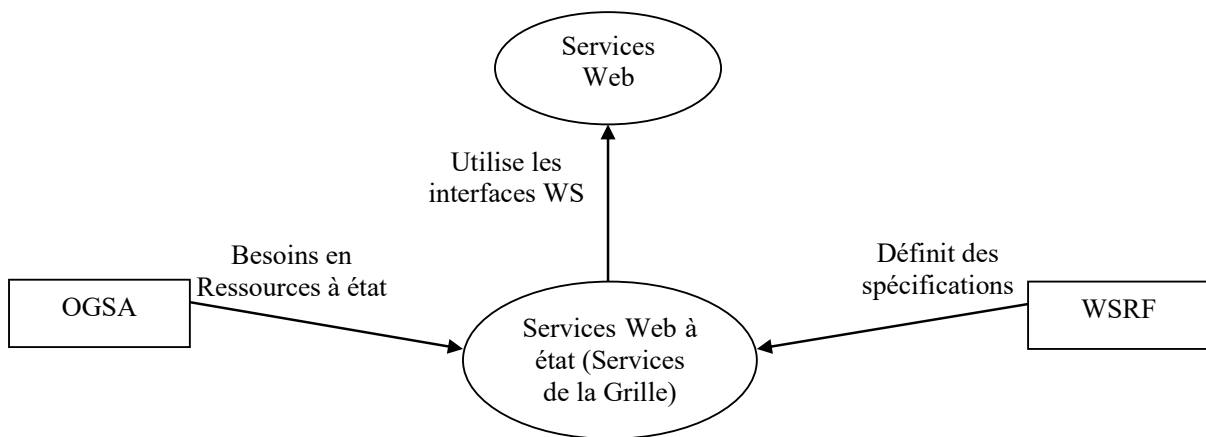 Services
Web
Utilise les
interfaces WS
Besoins en
Ressources à état
Définit des
spécifications
OGSA
WSRF
Services Web à
état (Services
de la Grille)